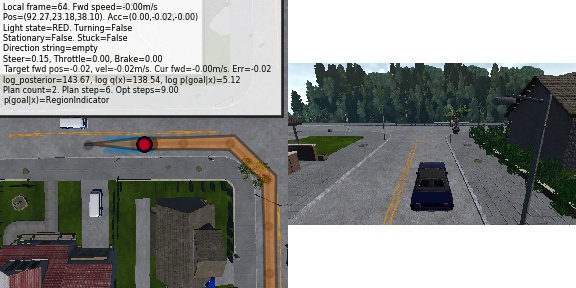 Local frame=64. Fwd speed=-0.00m/s
Pos=(92.27,23.18,38.10). Acc=(0.00,-0.02,-0.00)
Light state=RED. Turning=False
Stationary=False. Stuck=False
Direction string=empty
Steer=0.15, Throttle=0.00, Brake=0.00
Target fwd pos=-0.02, vel=-0.02m/s. Cur fwd=-0.00m/s. Err=-0.02
log_posterior=143.67, log q(x)=138.54, log p(goal|x)=5.12
Plan count=2. Plan step=6. Opt steps=9.00
p(goal|x)=RegionIndicator